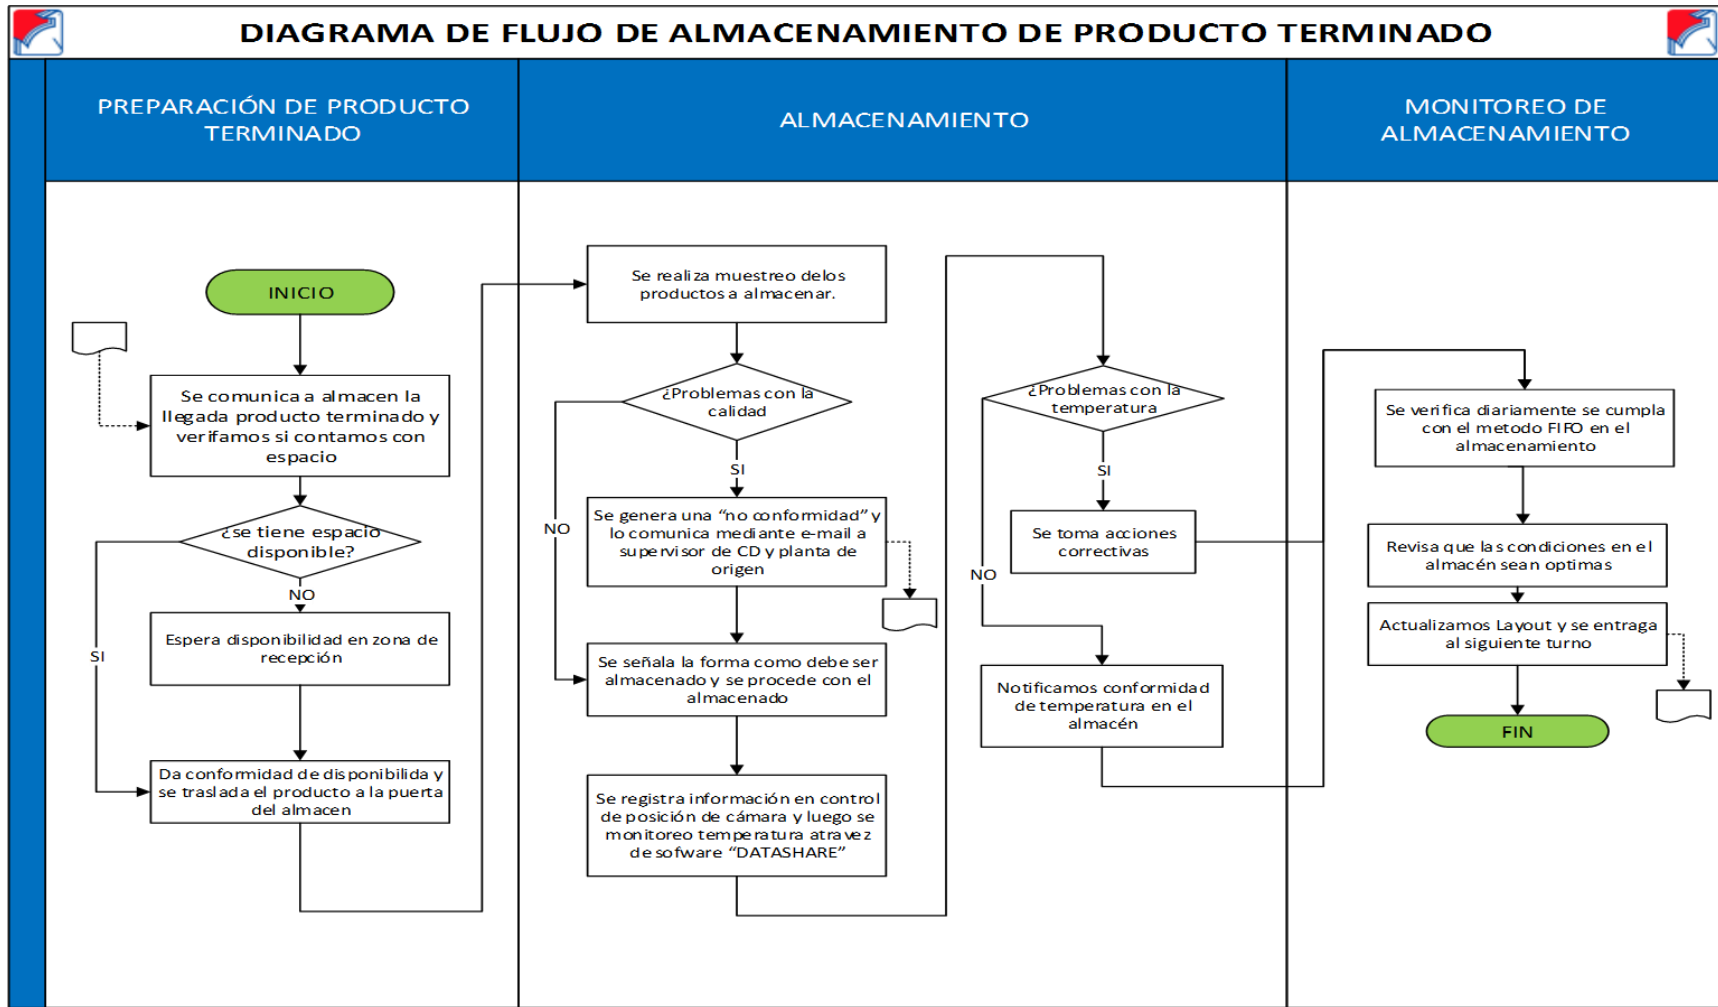 DIAGRAMA DE FLUJO DE ALMACENAMIENTO DE PRODUCTO TERMINADO
PREPARACIÓN DE PRODUCTO
TERMINADO
ALMACENAMIENTO
MONITOREO DE
ALMACENAMIENTO
INICIO
Se comunica a almacen la
llegada producto terminado y
verifamos si contamos con
espacio
¿se tiene espacio
disponible?
NO
SI
Espera disponibilidad en zona de
recepción
Da conformidad de disponibilida y
se traslada el producto a la puerta
del almacen
Se realiza muestreo delos
productos a almacenar.
¿Problemas con la
calidad
SI
NO
Se genera una “no conformidad” y
lo comunica mediante e-mail a
supervisor de CD y planta de
origen
Se señala la forma como debe ser
almacenado y se procede con el
almacenado
Se registra información en control
de posición de cámara y luego se
monitoreo temperatura atravez
de sofware “DATASHARE”
¿Problemas con la
temperatura
SI
NO
Se toma acciones
correctivas
Notificamos conformidad
de temperatura en el
almacén
Se verifica diariamente se cumpla
con el metodo FIFO en el
almacenamiento
Revisa que las condiciones en el
almacén sean optimas
Actualizamos Layout y se entraga
al siguiente turno
FIN